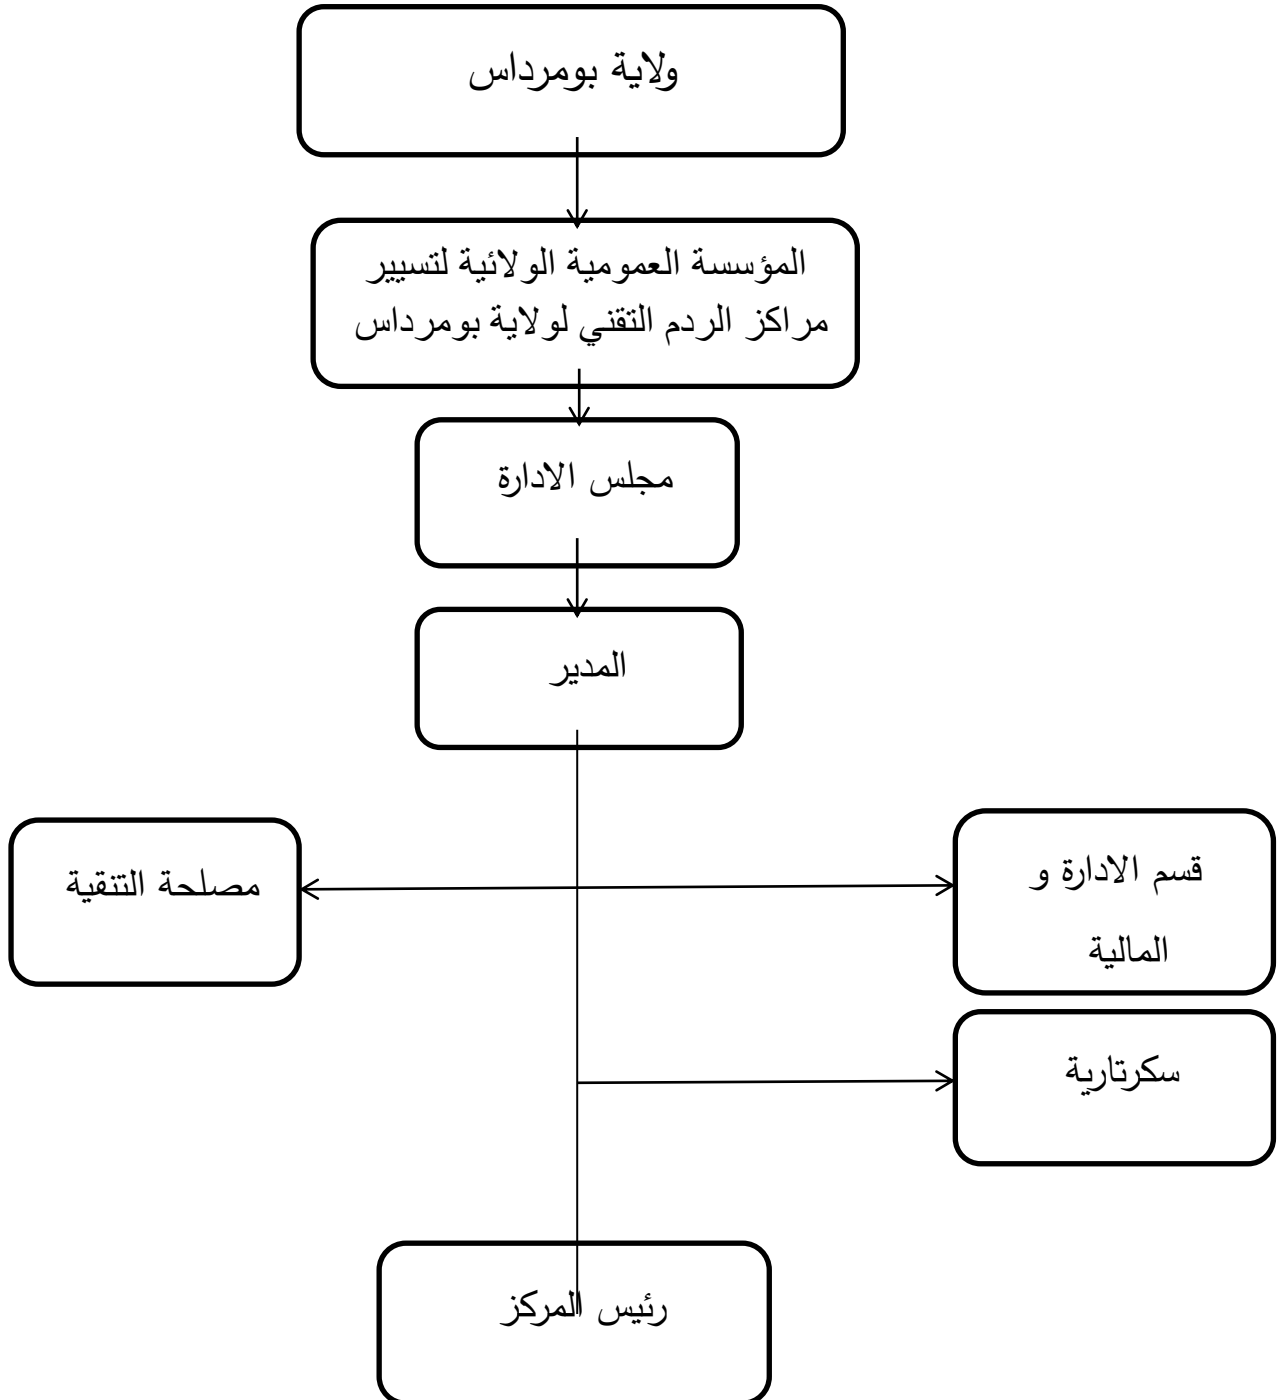 ولاية بومرداس
المؤسسة العمومية الولائية لتسيير
مراكز الردم التقني لولاية بومرداس
مجلس الادارة
المدير
قسم الادارة و
المالية
مصلحة التنقية
سكرتارية
رئيس المركز